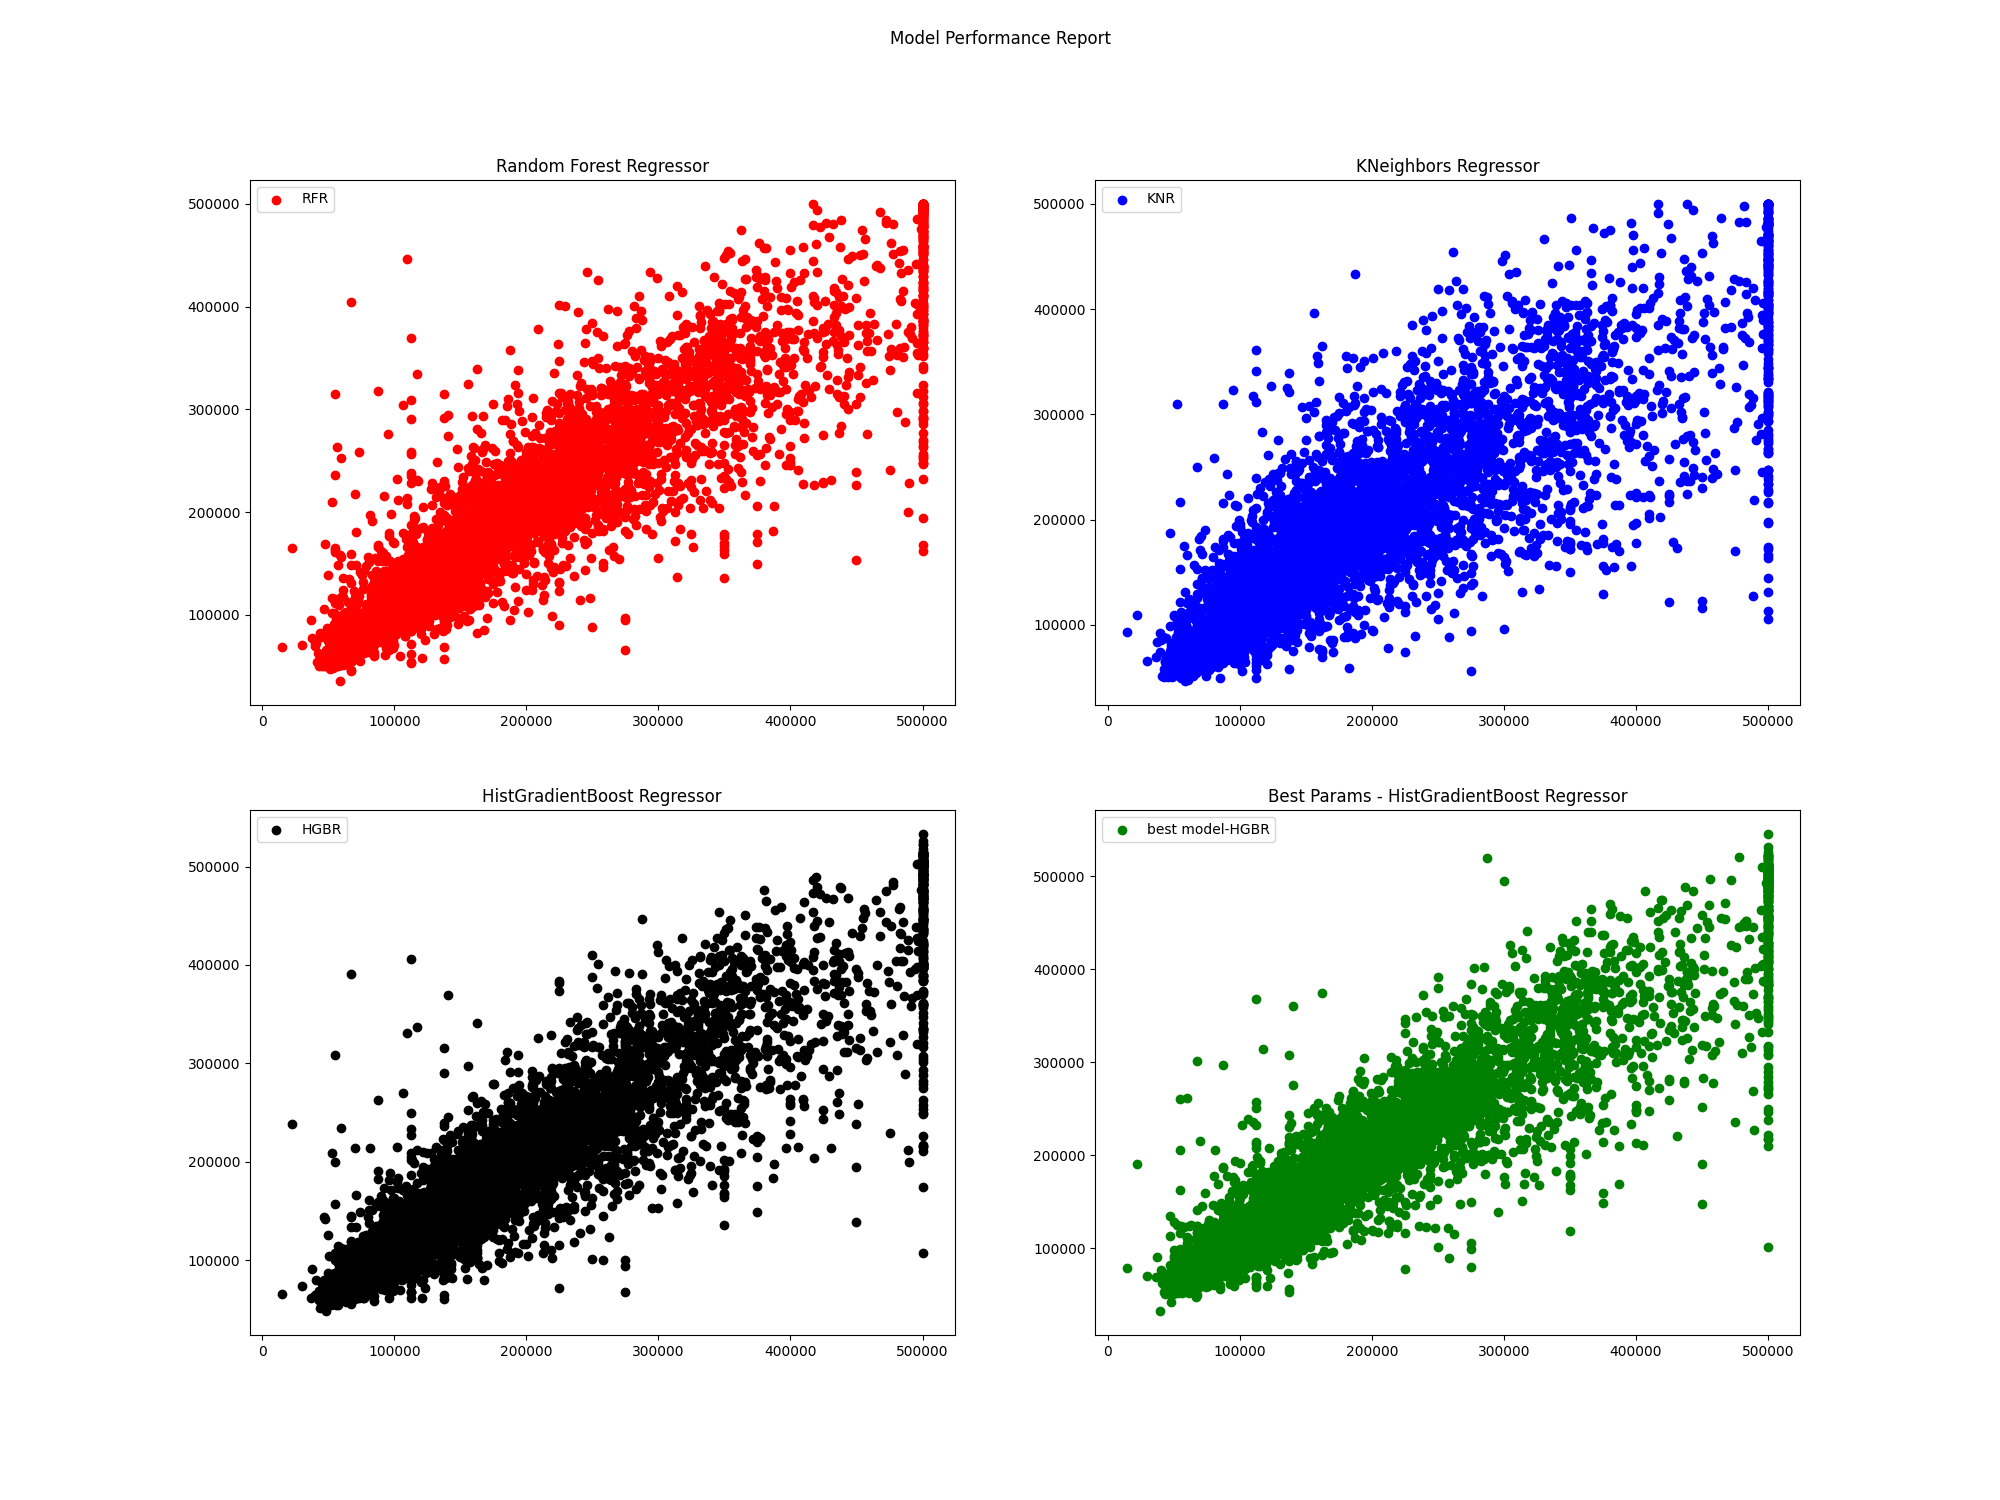 Model Performance Report
Random Forest Regressor
RFR
500000
400000
300000
200000
100000
0 100000 200000 300000 400000 500000
KNeighbors Regressor
KNR
500000
400000
300000
200000
100000
0 100000 200000 300000 400000 500000
HistGradientBoost Regressor
HGBR
500000
400000
300000
200000
100000
0 100000 200000 300000 400000 500000
Best Params - HistGradientBoost Regressor
best model-HGBR
500000
400000
300000
200000
100000
0 100000 200000 300000 400000 500000